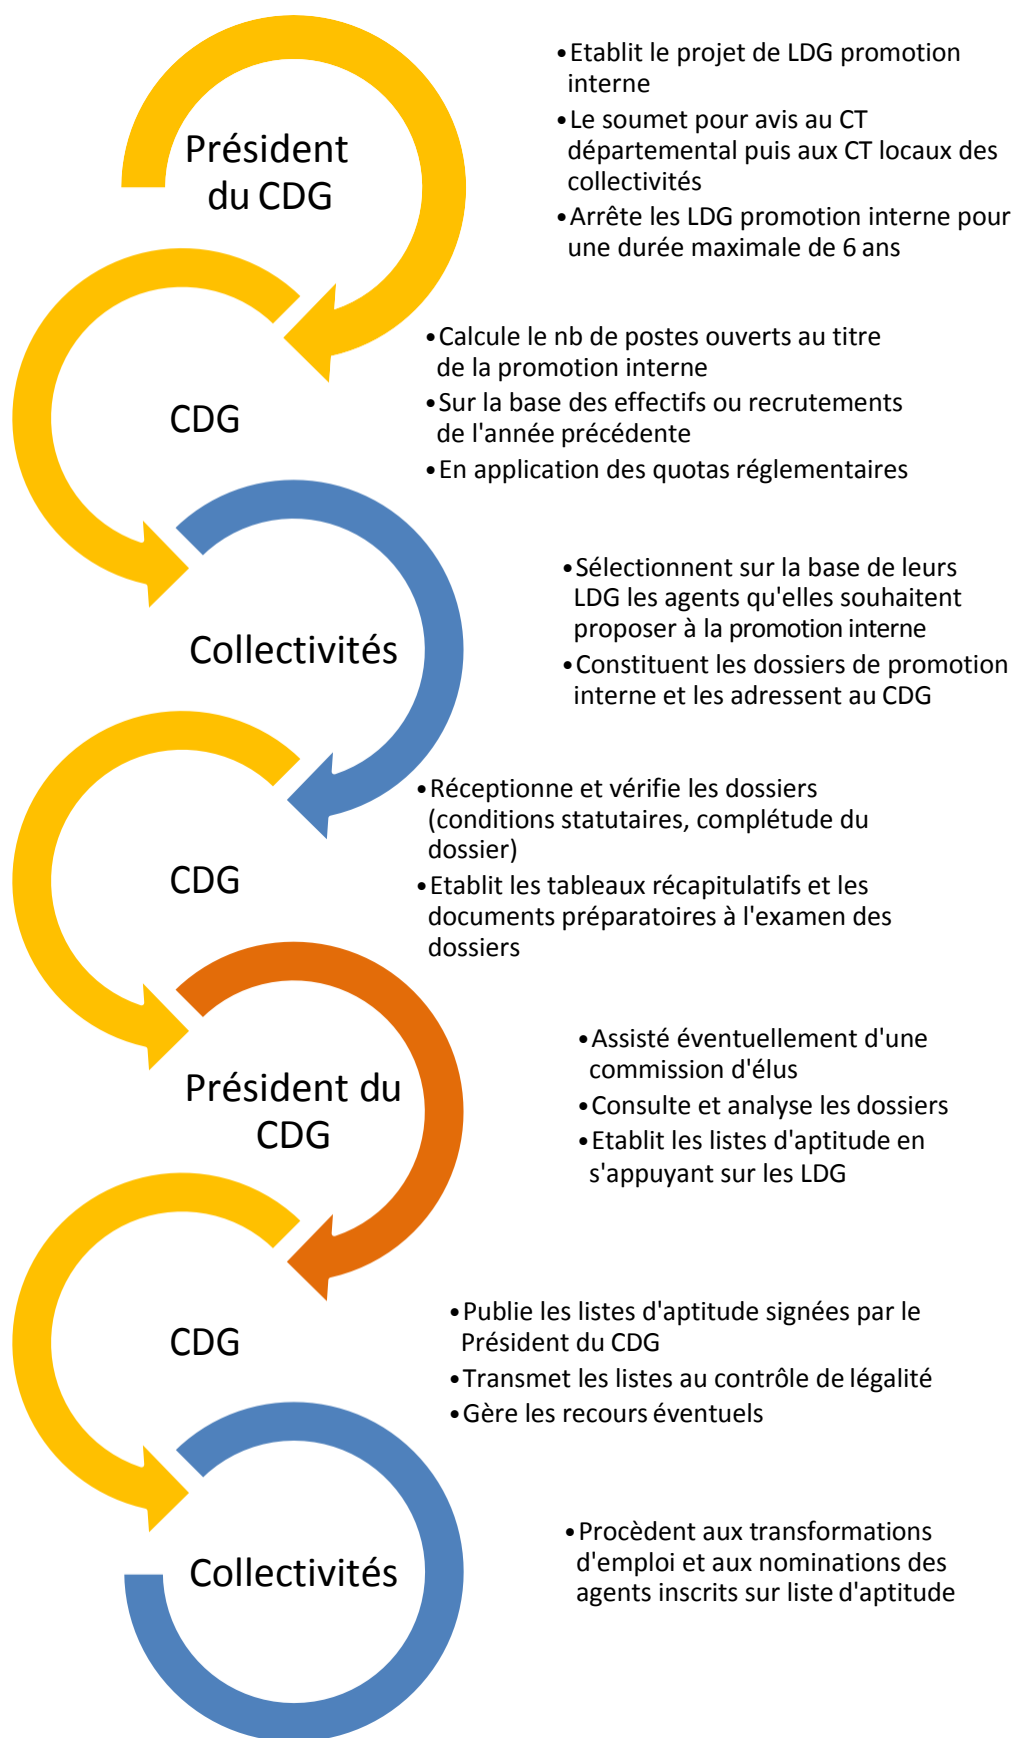 Président
du CDG
•Etablit le projet de LDG promotion
interne
•Le soumet pour avis au CT
départemental puis aux CT locaux des
collectivités
•Arrête les LDG promotion interne pour
une durée maximale de 6 ans
CDG
•Calcule le nb de postes ouverts au titre
de la promotion interne
•Sur la base des effectifs ou recrutements
de l'année précédente
•En application des quotas réglementaires
Collectivités
•Sélectionnent sur la base de leurs
LDG les agents qu'elles souhaitent
proposer à la promotion interne
•Constituent les dossiers de promotion
interne et les adressent au CDG
CDG
•Réceptionne et vérifie les dossiers
(conditions statutaires, complétude du
dossier)
•Etablit les tableaux récapitulatifs et les
documents préparatoires à l'examen des
dossiers
Président du
CDG
•Assisté éventuellement d'une
commission d'élus
•Consulte et analyse les dossiers
•Etablit les listes d'aptitude en
s'appuyant sur les LDG
CDG
•Publie les listes d'aptitude signées par le
Président du CDG
•Transmet les listes au contrôle de légalité
•Gère les recours éventuels
Collectivités
•Procèdent aux transformations
d'emploi et aux nominations des
agents inscrits sur liste d'aptitude